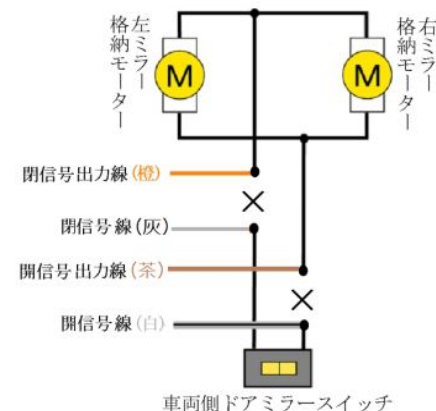 左ミラー
格納モーター
右ミラー
格納モーター
M
M
閉信号出力線(橙)
閉信号線(灰)
開信号出力線(茶)
開信号線(白)
車両側ドアミラースイッチ